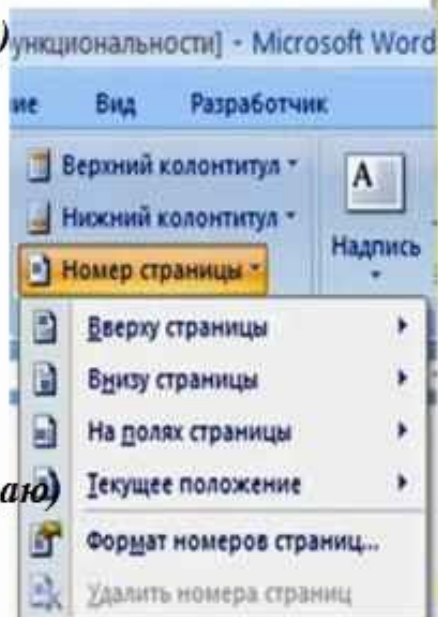 )ункциональности] - Microsoft Word
ие Вид Разработчик
Верхний колонтитул
Нижний колонтитул
Номер страницы
A
Надпись
Вверху страницы
Внизу страницы
На полях страницы
аю) Текущее положение
Формат номеров страниц...
Удалить номера страниц